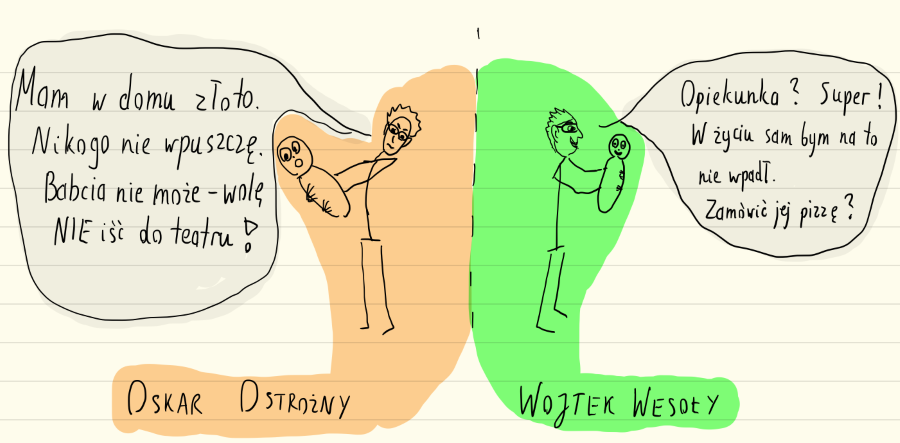 Mam w domu złoto.
Nikogo nie wpuszczę.
Babcia nie może - wolę
NIE iść do teatru!
Opiekunka? Super!
W życiu sam bym na to
nie wpadł.
Zamówić jej pizzę?
OSKAR OSTROŻNY
WOJTEK WESOŁY